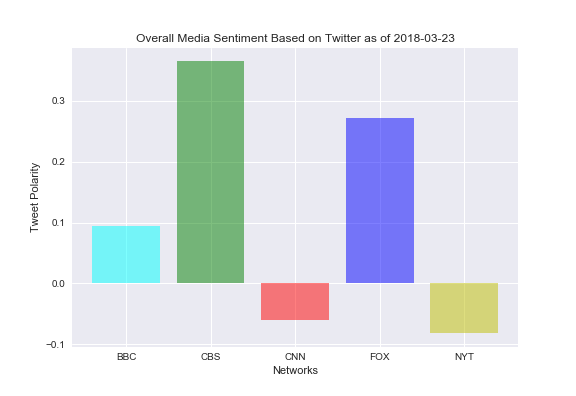 Overall Media Sentiment Based on Twitter as of 2018-03-23
Tweet Polarity
0.3
0.2
0.1
0.0
−0.1
BBC CBS CNN FOX NYT
Networks